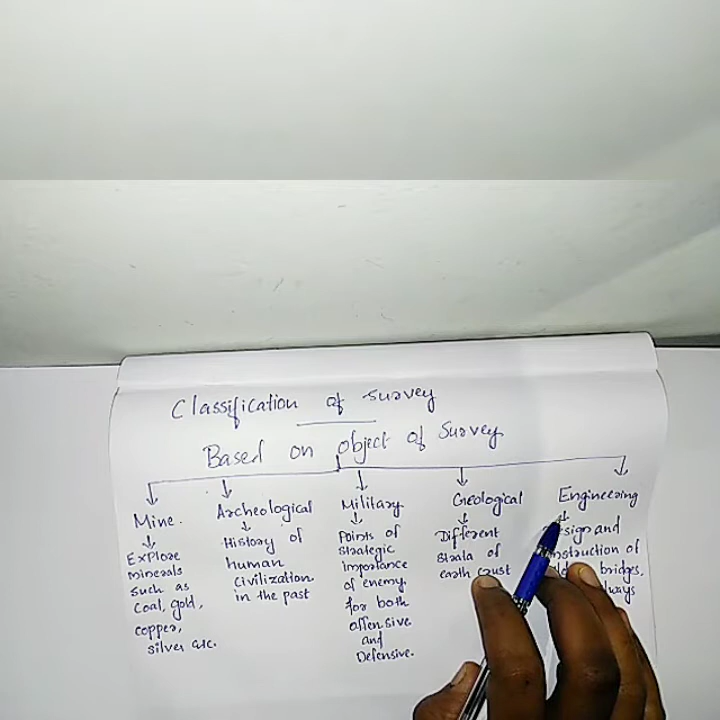 Classification of Survey
Based on object of Survey
Mine.
Explore
minerals
such as
Coal, gold,
copper,
silver etc.
Archeological
History of
human
civilization
in the past
Military
Points of
strategic
importance
of enemy
for both
offensive
and
Defensive.
Geological
Different
strata of
earth crust
Engineering
and
of
bridges,